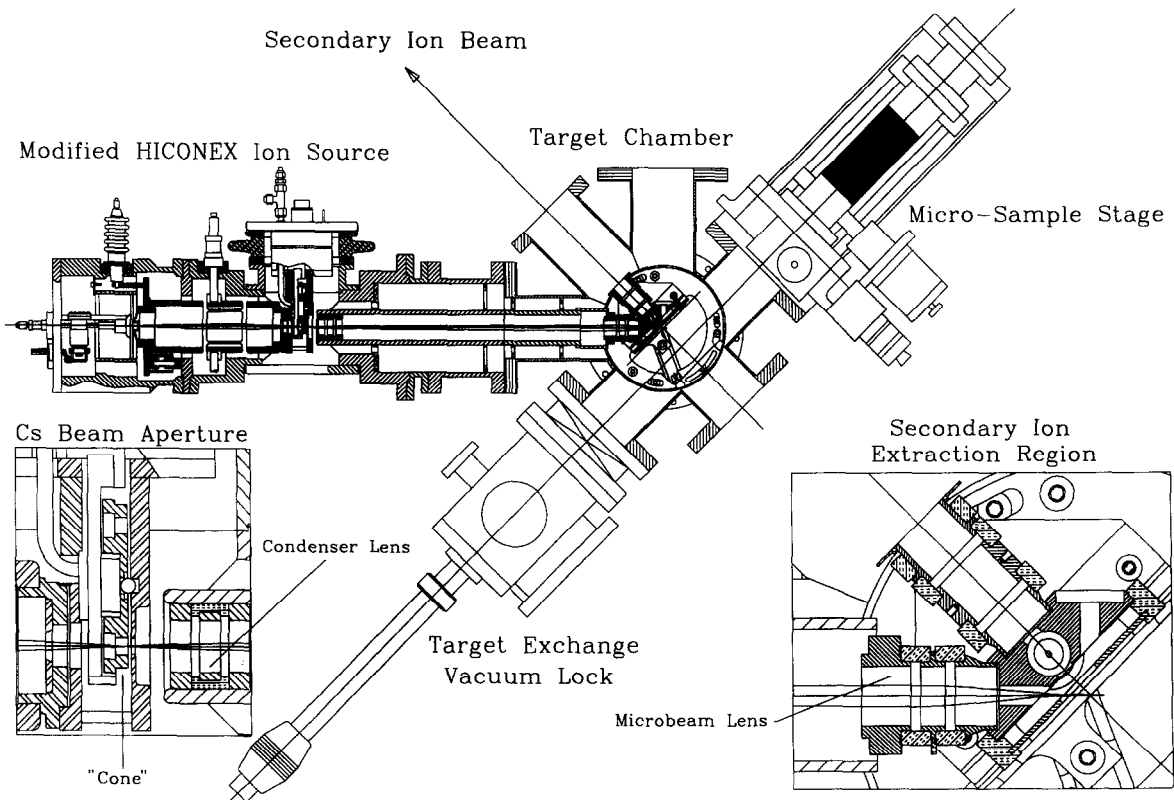 Secondary Ion Beam
Target Chamber
Modified HICONEX Ion Source
Micro-Sample Stage
Cs Beam Aperture
Condenser Lens
"Cone"
Target Exchange
Vacuum Lock
Secondary Ion
Extraction Region
Microbeam Lens